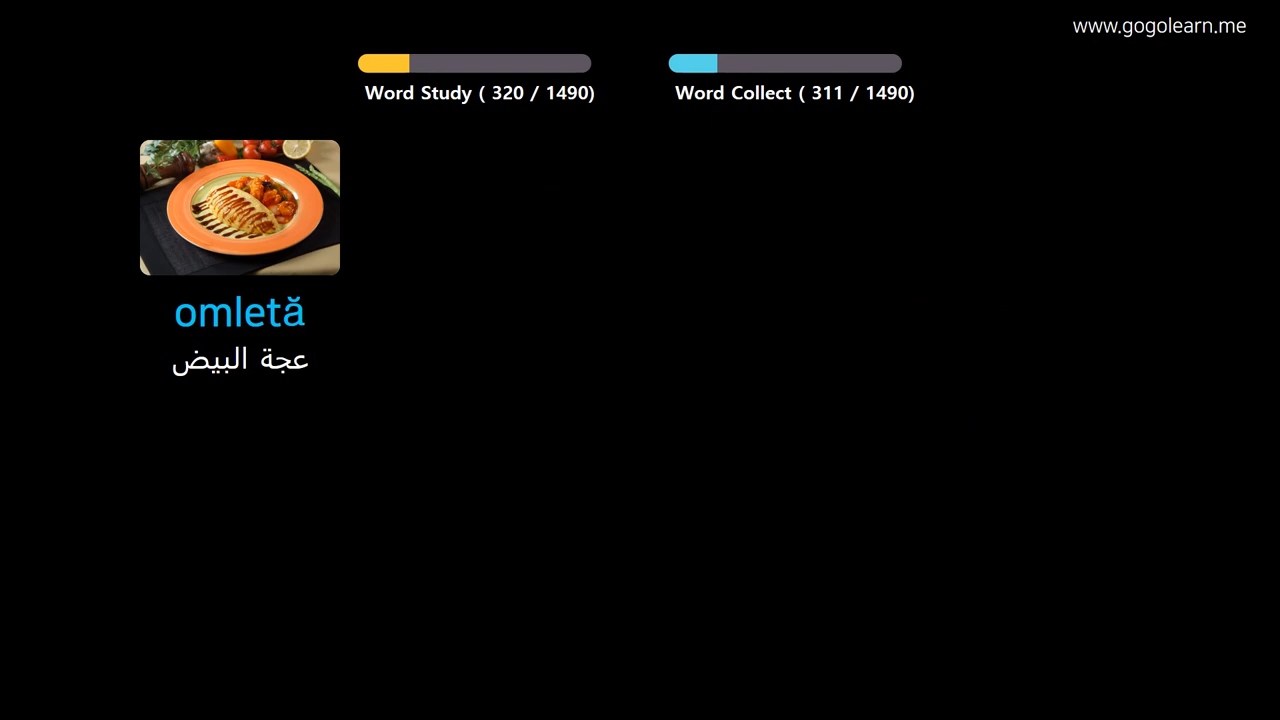 www.gogolearn.me
Word Study ( 320 / 1490)
Word Collect ( 311 / 1490)
omletă
عجة البيض